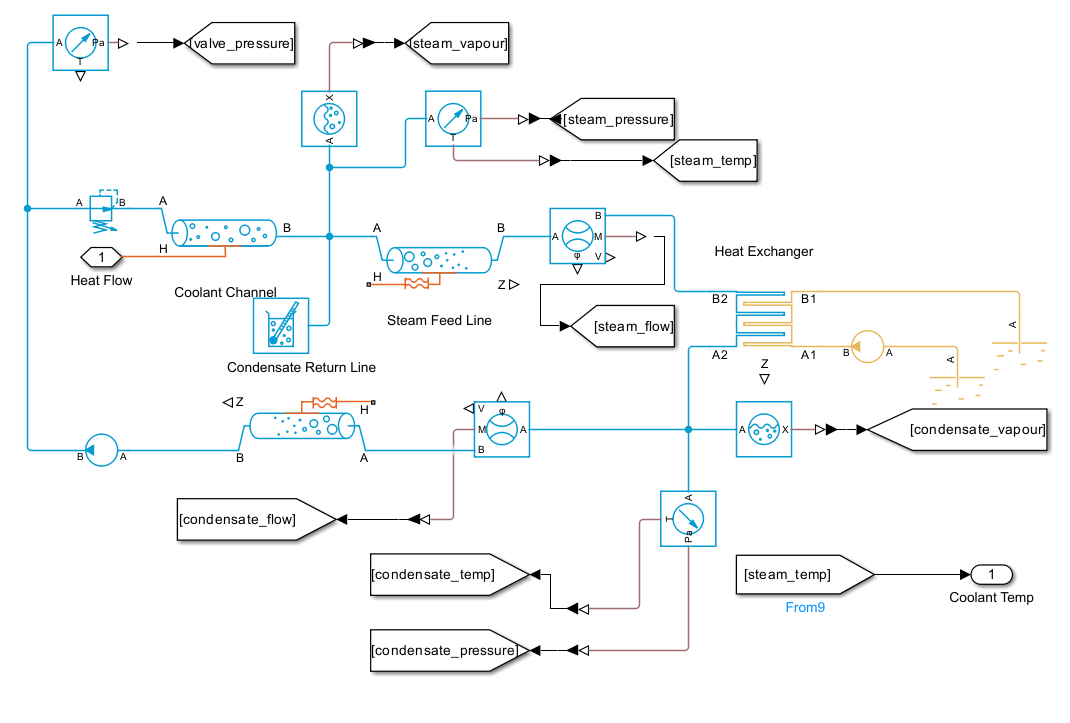 A
Pa
T
[valve_pressure]
[steam_vapour]
X
A
A
Pa
T
[steam_pressure]
[steam_temp]
A
B
A
B
H
1
Heat Flow
Coolant Channel
A
B
H
Z
Steam Feed Line
A
B
M
V
φ
[steam_flow]
Heat Exchanger
B2
B1
A2
A1
B
A
A
A
Z
Condensate Return Line
Z
H
B
A
B
A
V
φ
M
A
B
A
X
[condensate_vapour]
[condensate_flow]
A
T
Pa
[condensate_temp]
[condensate_pressure]
[steam_temp]
From9
1
Coolant Temp